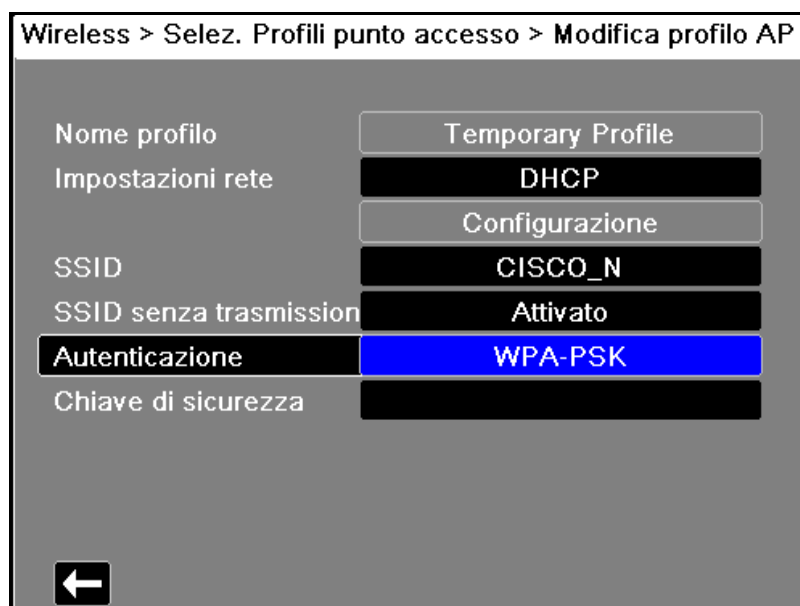 Wireless > Selez. Profili punto accesso > Modifica profilo AP
Nome profilo Temporary Profile
Impostazioni rete DHCP
Configurazione
SSID CISCO_N
SSID senza trasmission Attivato
Autenticazione WPA-PSK
Chiave di sicurezza